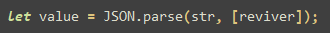 let value = JSON.parse(str, [reviver]);